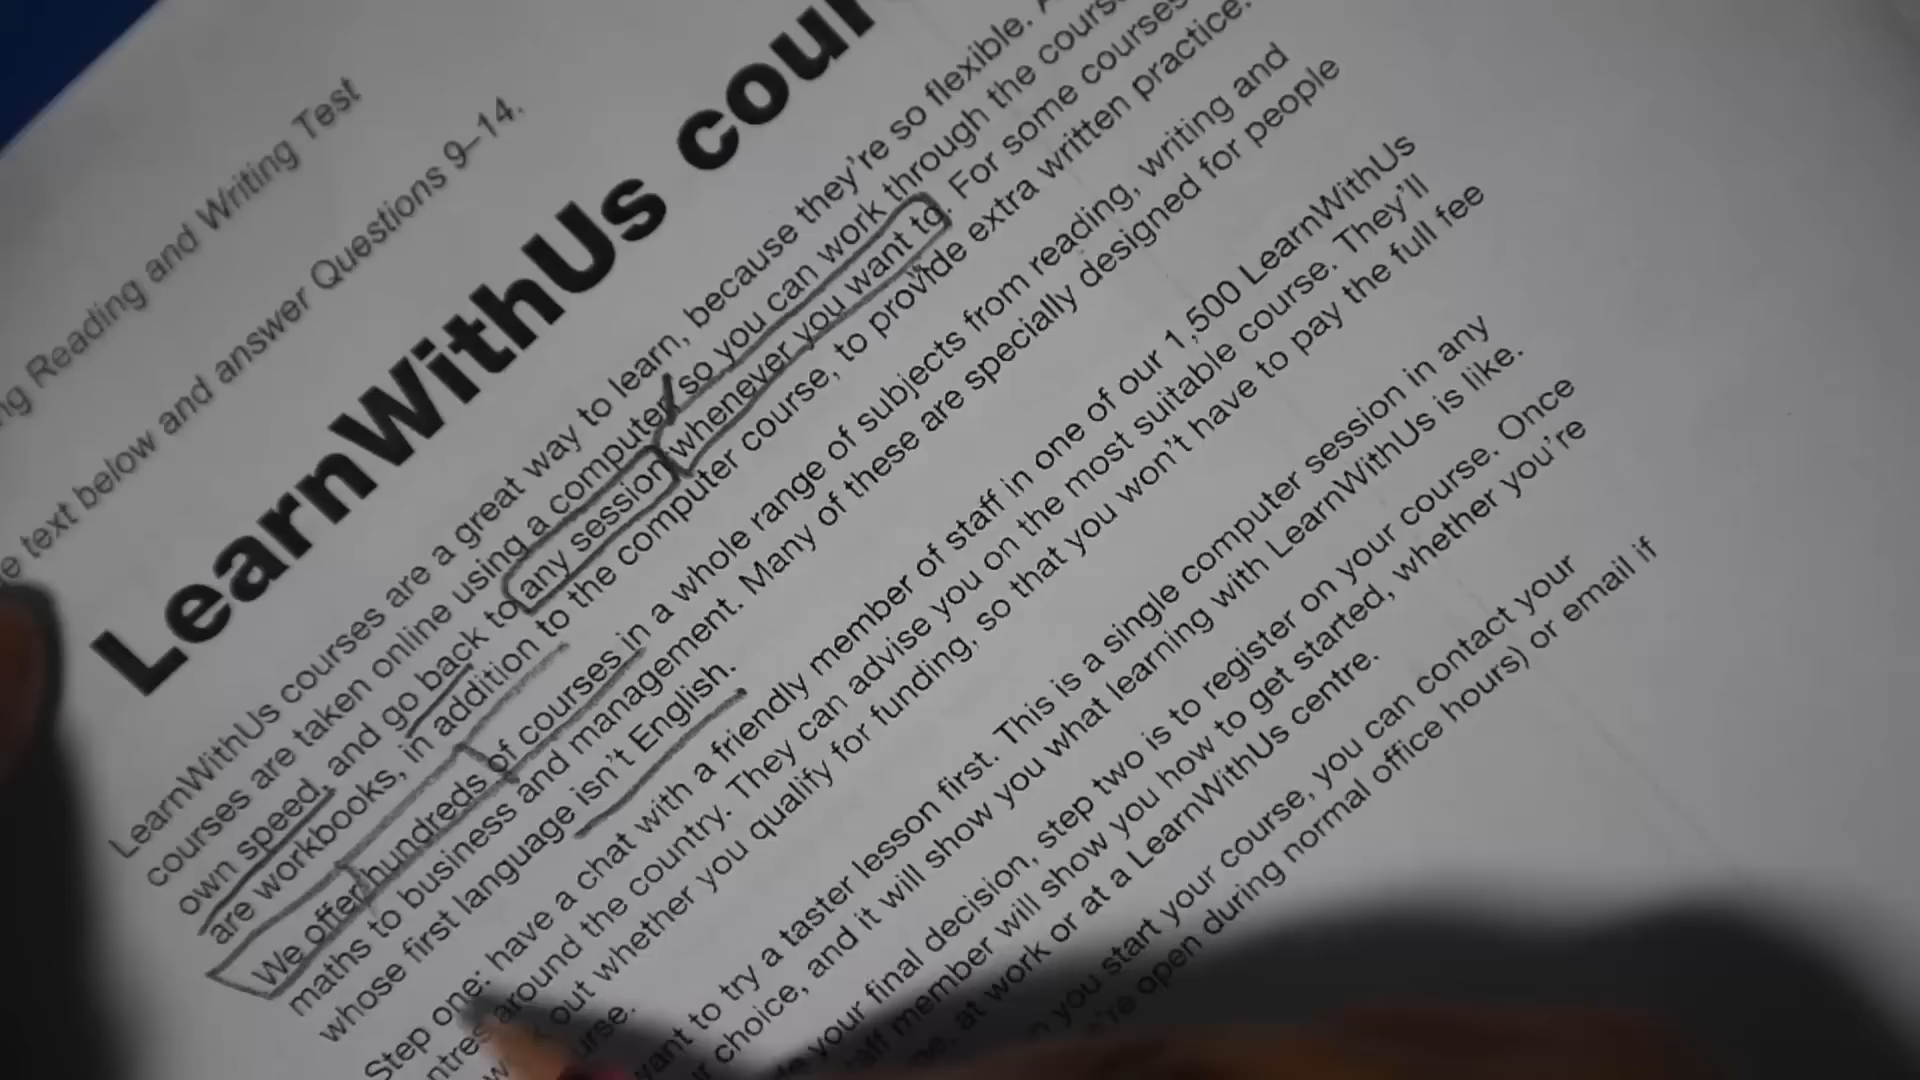 Reading and Writing Test
text below and answer Questions 9–14.
LearnWithUs
LearnWithUs courses are a great way to learn, because they're so flexible.
courses are taken online using a computer, so you can work through the
own speed, and go back to any session whenever you want to. For some courses
are workbooks, in addition to the computer course, to provide extra written practice.
We offer hundreds of courses in a whole range of subjects from reading, writing and
maths to business and management. Many of these are specially designed for people
whose first language isn't English.
Step one: have a chat with a friendly member of staff in one of our 1,500 LearnWithUs
around the country. They can advise you on the most suitable course. They'll
out whether you qualify for funding, so that you won't have to pay the full fee
want to try a taster lesson first. This is a single computer session in any
choice, and it will show you what learning with LearnWithUs is like.
your final decision, step two is to register on your course. Once
staff member will show you how to get started, whether you're
at work or at a LearnWithUs centre.
you start your course, you can contact your
open during normal office hours) or email if